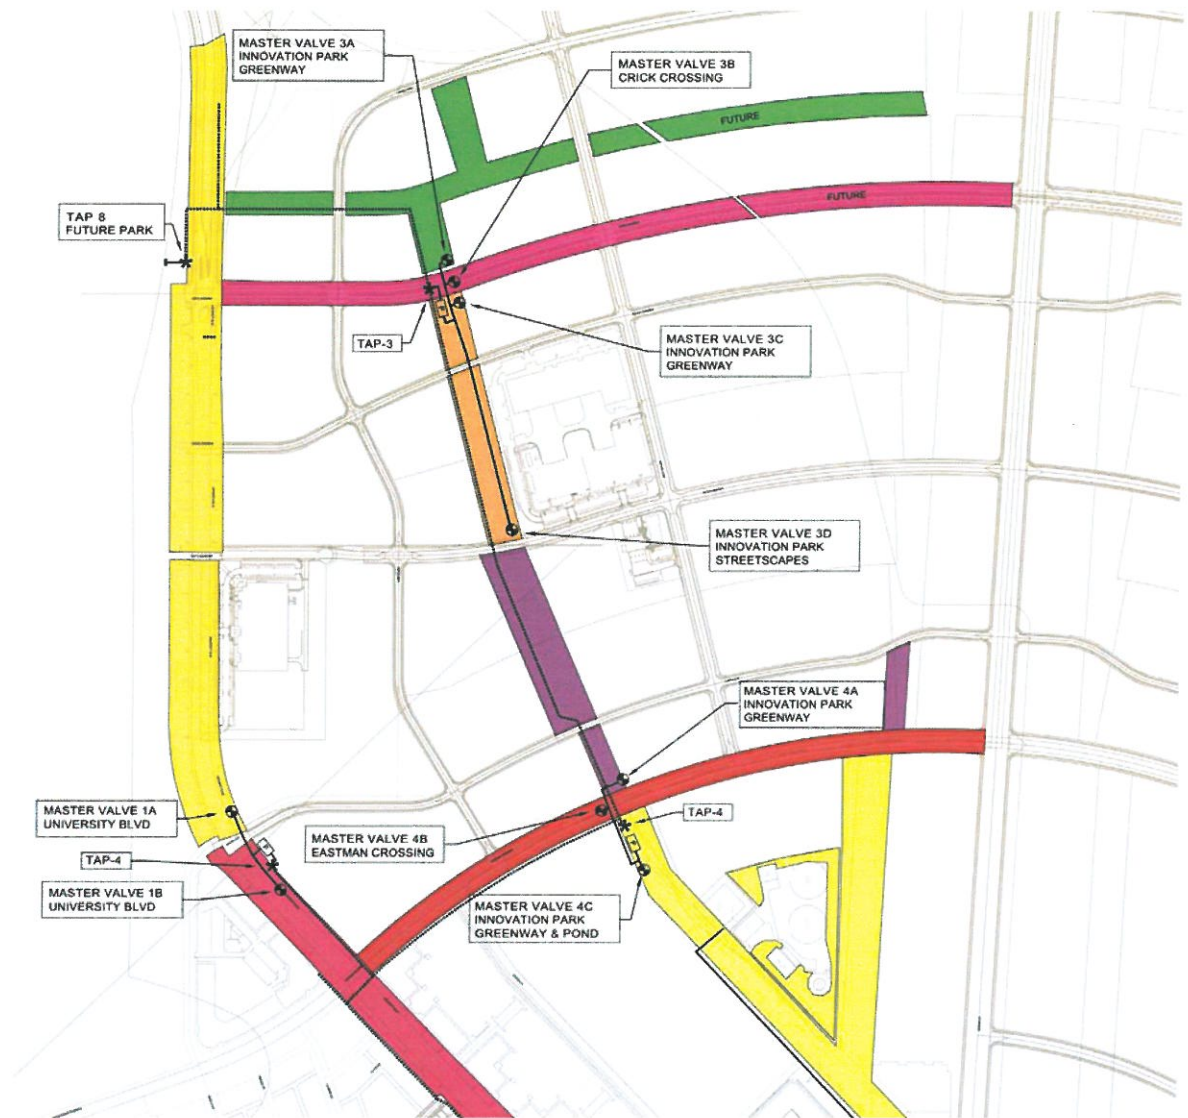 MASTER VALVE 3A
INNOVATION PARK
GREENWAY
MASTER VALVE 3B
CRICK CROSSING
FUTURE
FUTURE
TAP 8
FUTURE PARK
TAP-3
MASTER VALVE 3C
INNOVATION PARK
GREENWAY
MASTER VALVE 3D
INNOVATION PARK
STREETSCAPES
MASTER VALVE 4A
INNOVATION PARK
GREENWAY
MASTER VALVE 1A
UNIVERSITY BLVD
TAP-4
MASTER VALVE 4B
EASTMAN CROSSING
TAP-4
MASTER VALVE 1B
UNIVERSITY BLVD
MASTER VALVE 4C
INNOVATION PARK
GREENWAY & POND